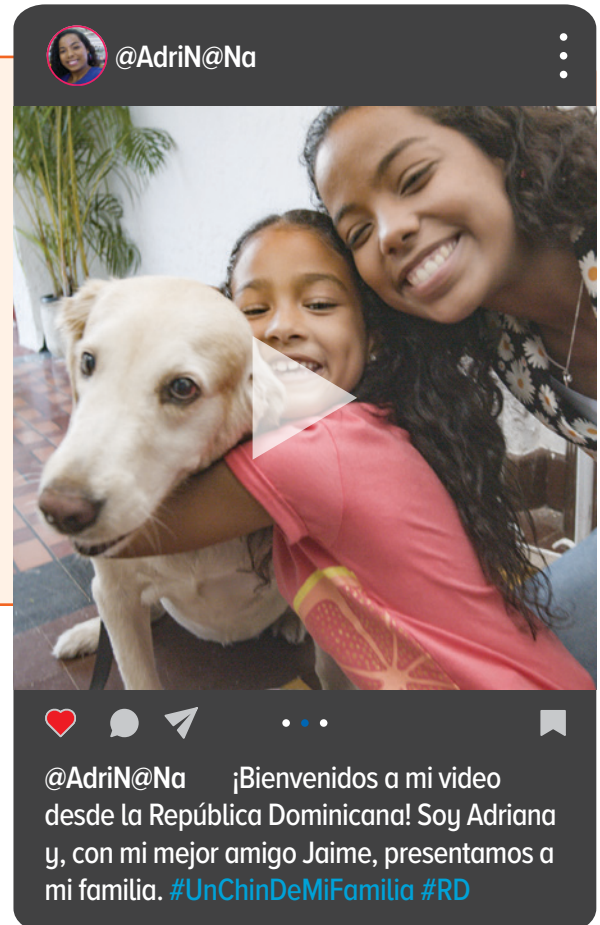 @AdriN@Na
@AdriN@Na ¡Bienvenidos a mi video
desde la República Dominicana! Soy Adriana
y, con mi mejor amigo Jaime, presentamos a
mi familia. #UnChinDeMiFamilia #RD